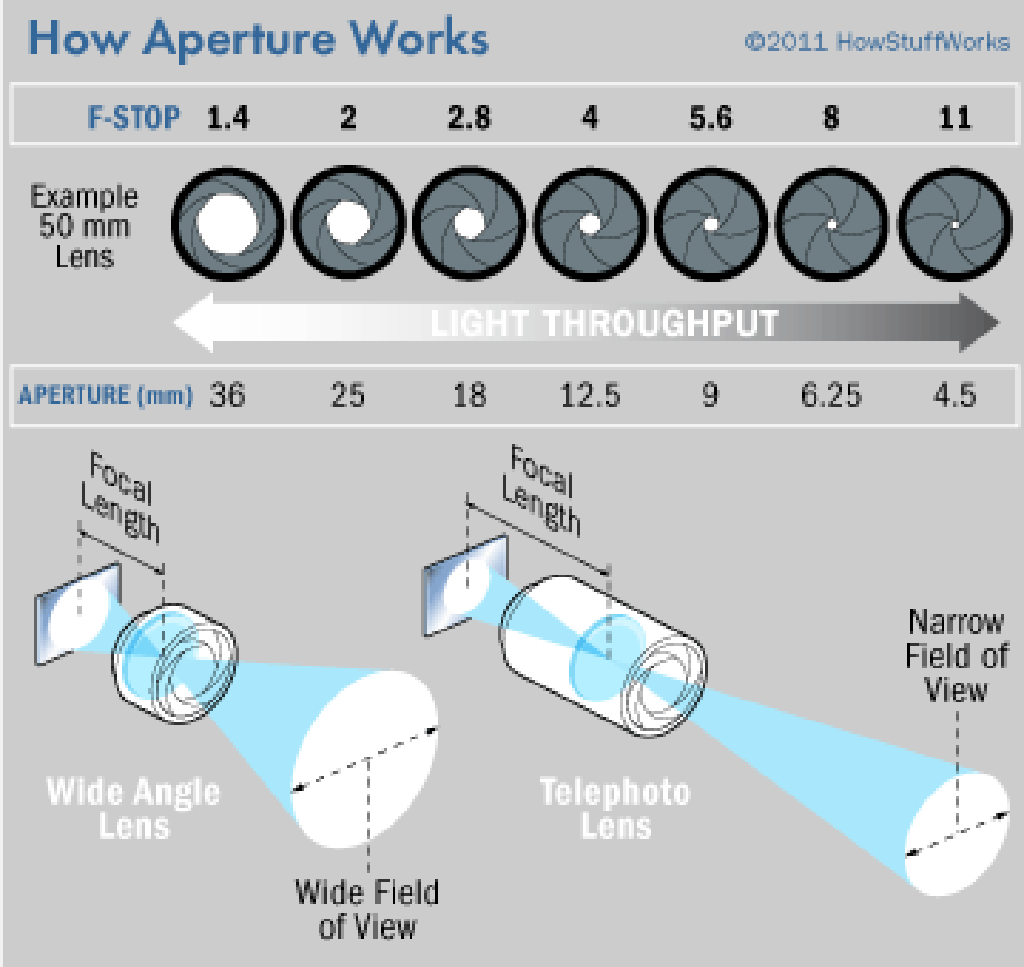 How Aperture Works
©2011 HowStuffWorks
F-STOP 1.4 2 2.8 4 5.6 8 11
Example
50 mm
Lens
LIGHT THROUGHPUT
APERTURE (mm) 36 25 18 12.5 9 6.25 4.5
Focal
Length
Focal
Length
Narrow
Field of
View
Wide Angle
Lens
Telephoto
Lens
Wide Field
of View